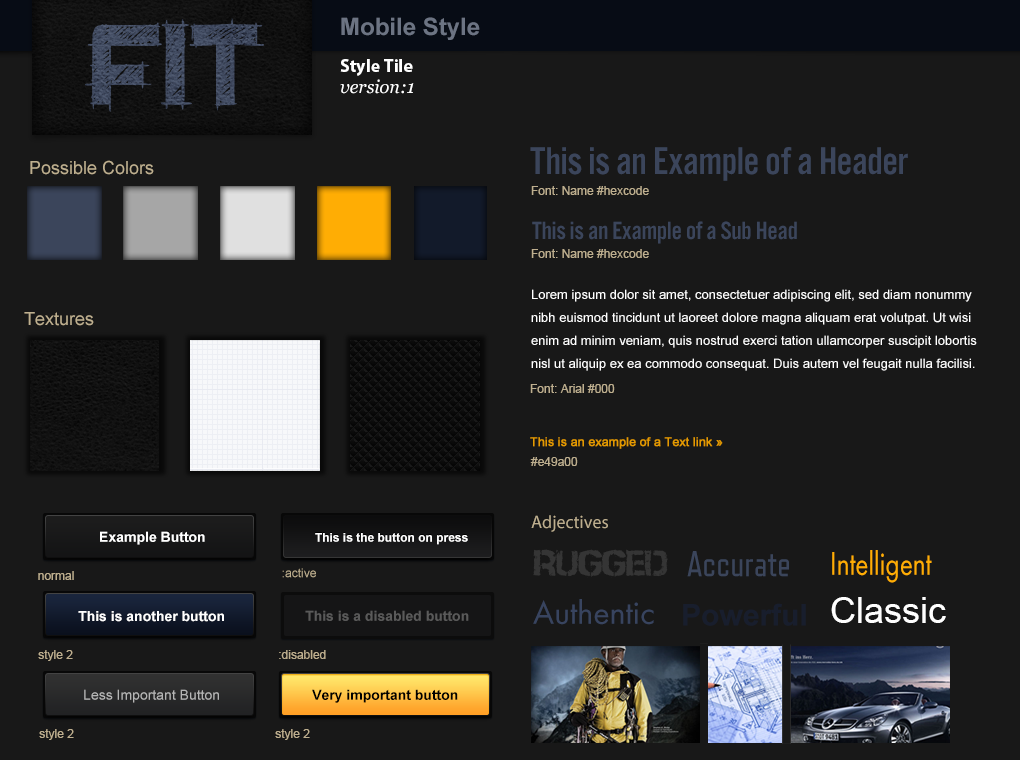 FIT
Mobile Style
Style Tile
version:1
Possible Colors
Textures
Example Button
normal
This is the button on press
:active
This is another button
style 2
This is a disabled button
:disabled
Less Important Button
style 2
Very important button
style 2
This is an Example of a Header
Font: Name #hexcode
This is an Example of a Sub Head
Font: Name #hexcode
Lorem ipsum dolor sit amet, consectetuer adipiscing elit, sed diam nonummy
nibh euismod tincidunt ut laoreet dolore magna aliquam erat volutpat. Ut wisi
enim ad minim veniam, quis nostrud exerci tation ullamcorper suscipit lobortis
nisl ut aliquip ex ea commodo consequat. Duis autem vel feugait nulla facilisi.
Font: Arial #000
This is an example of a Text link »
#e49a00
Adjectives
RUGGED
Accurate
Intelligent
Authentic
Powerful
Classic